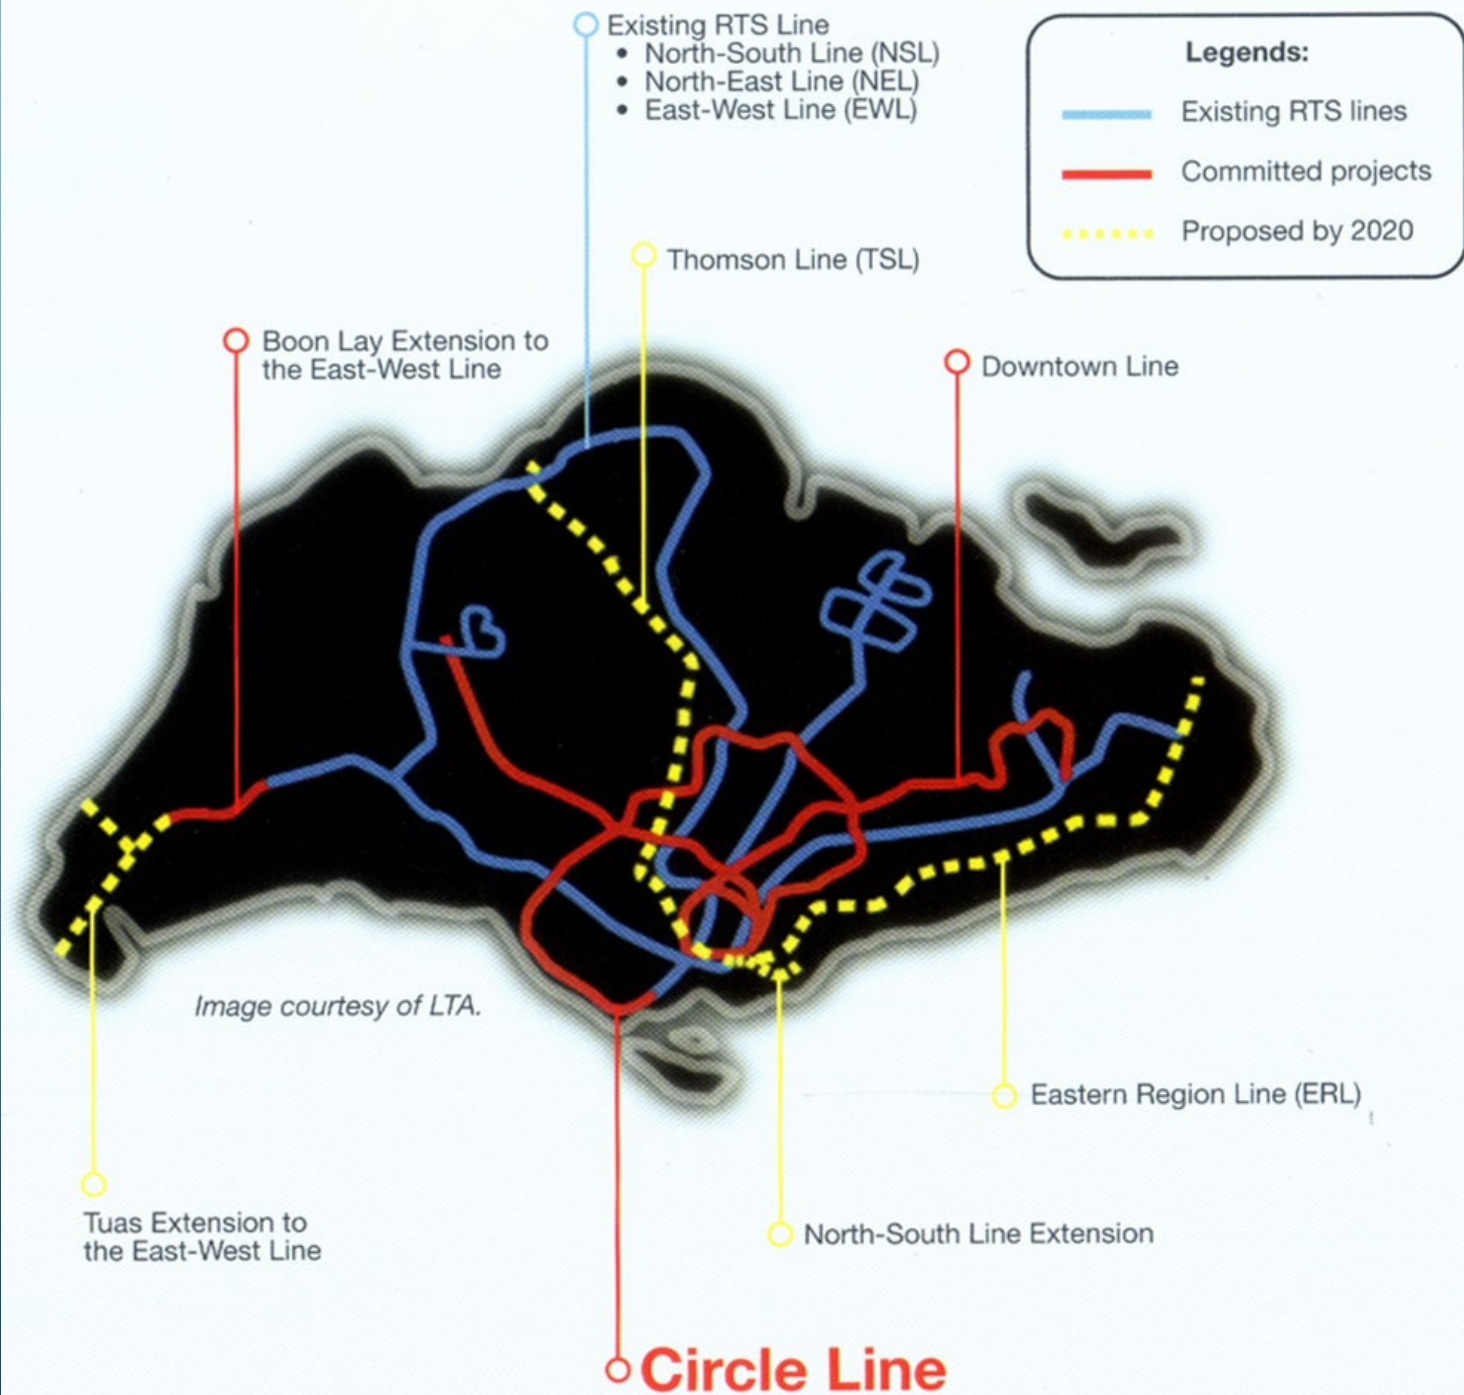 Existing RTS Line
• North-South Line (NSL)
• North-East Line (NEL)
• East-West Line (EWL)
Legends:
Existing RTS lines
Committed projects
Proposed by 2020
Thomson Line (TSL)
Boon Lay Extension to
the East-West Line
Downtown Line
Image courtesy of LTA.
Eastern Region Line (ERL)
Tuas Extension to
the East-West Line
North-South Line Extension
Circle Line